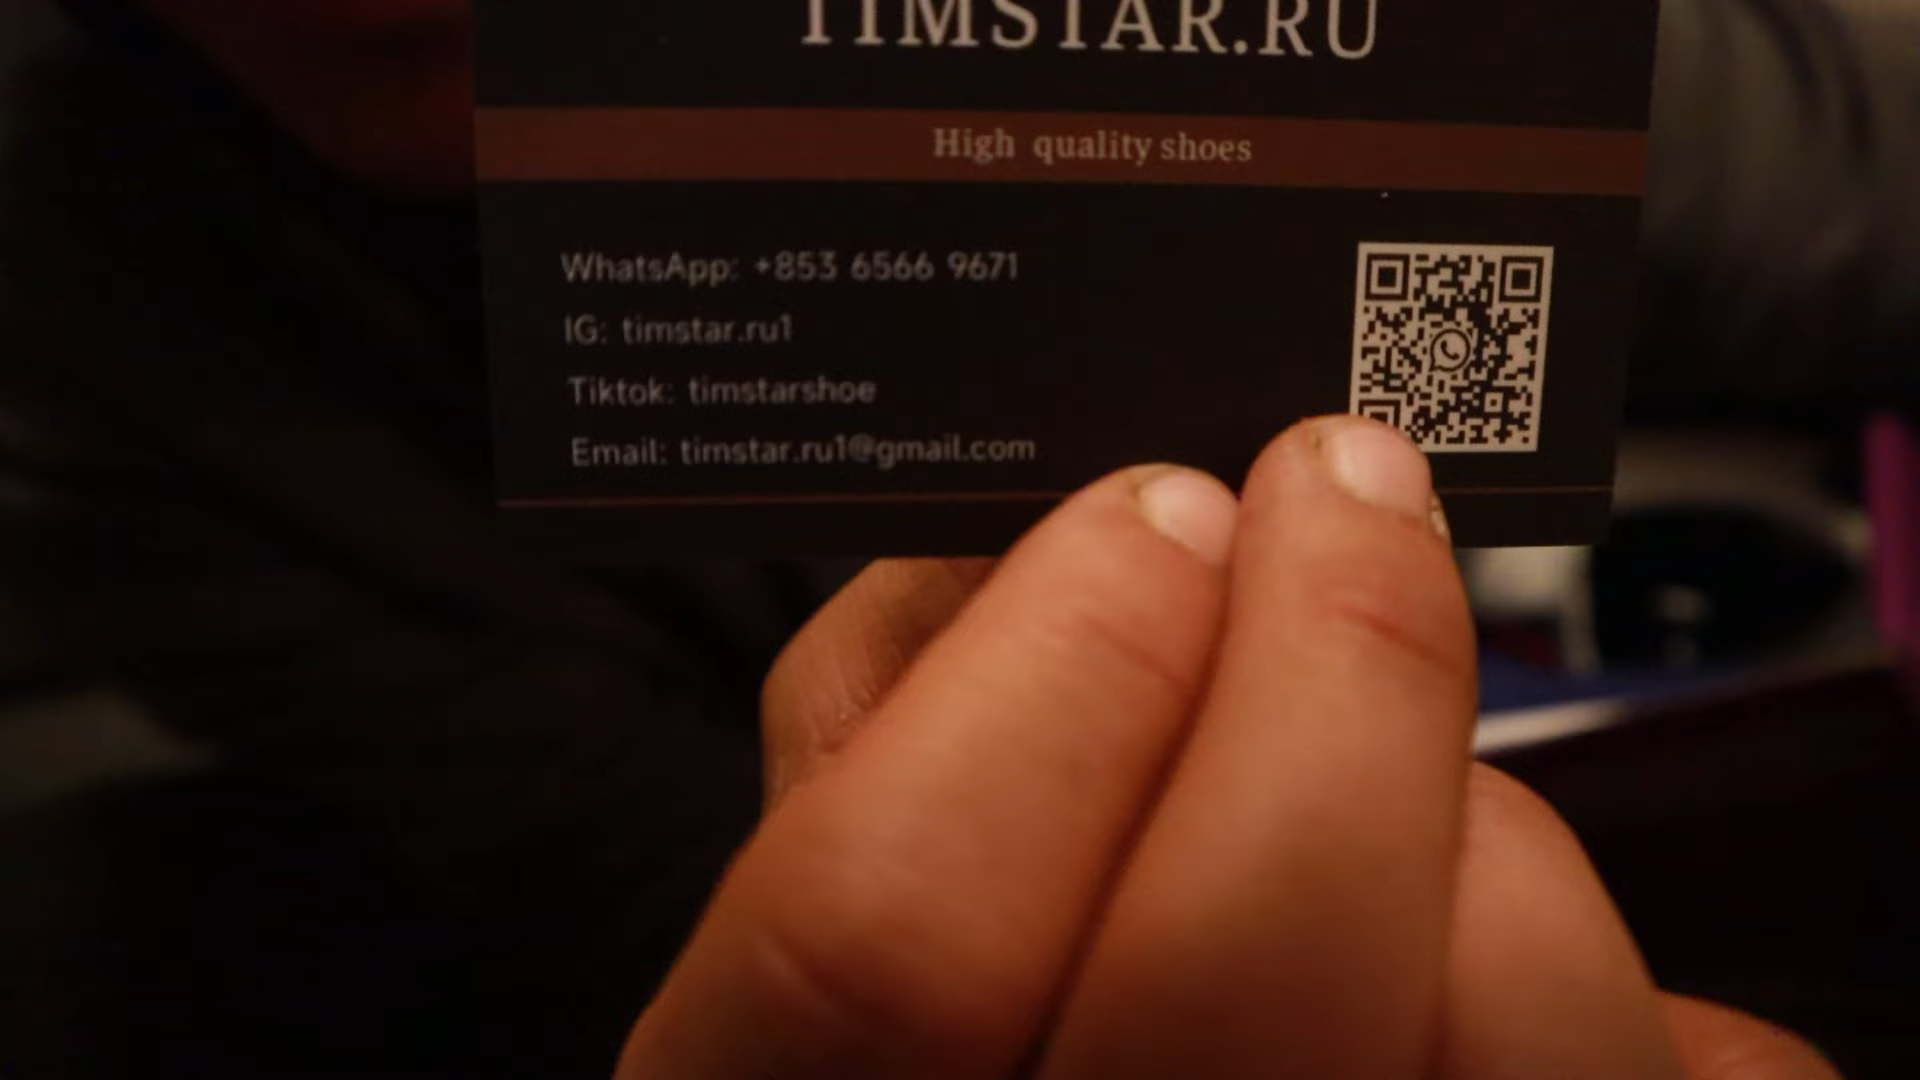 TIMSTAR.RU
High quality shoes
WhatsApp: +853 6566 9671
IG: timstar.ru1
Tiktok: timstarshoe
Email: timstar.ru1@gmail.com